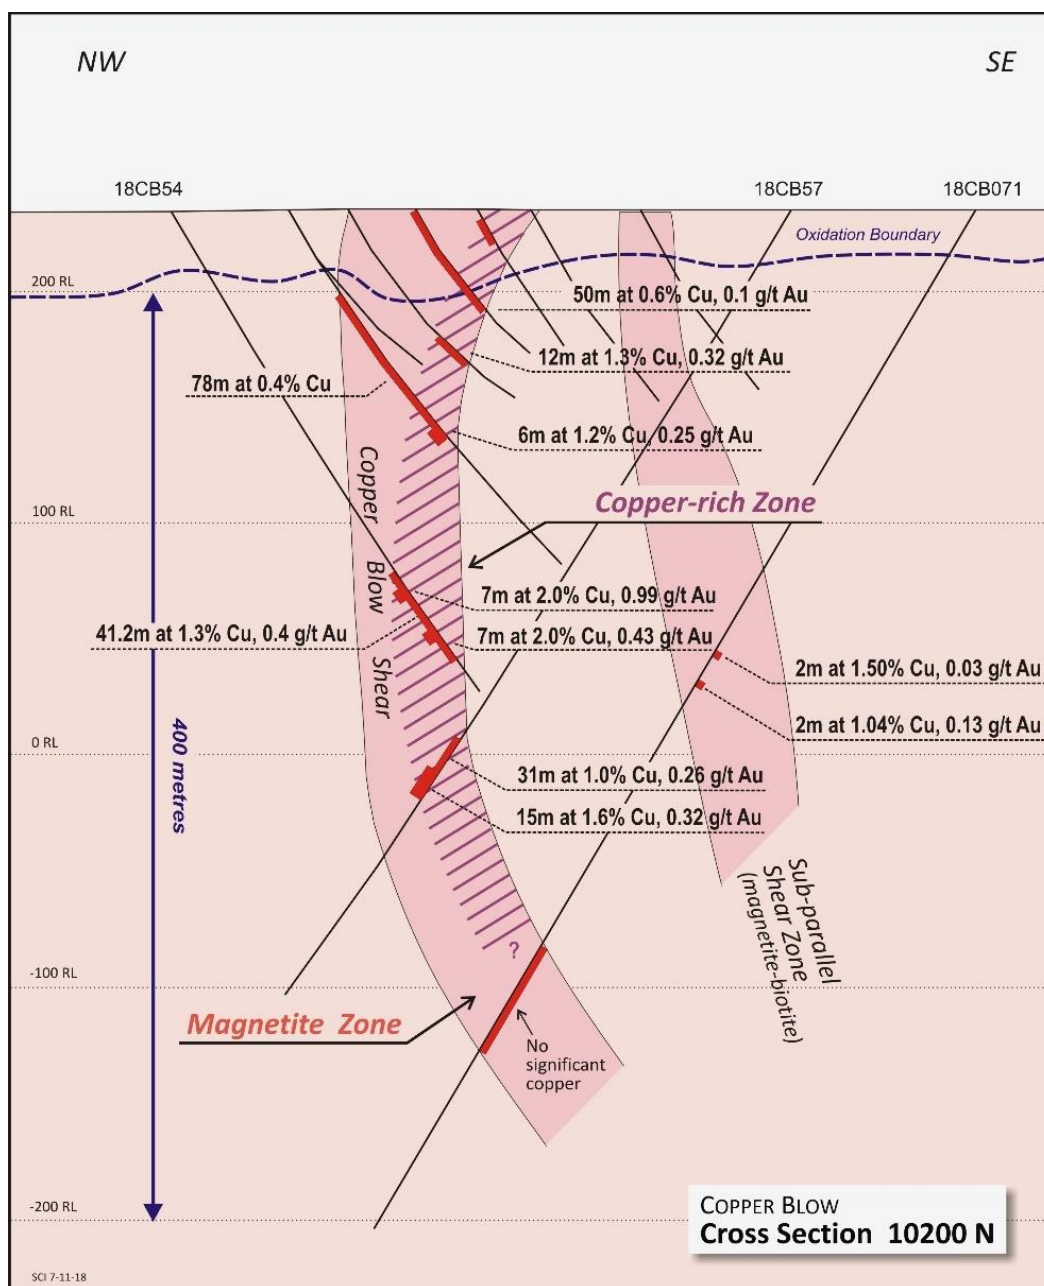 NW
SE
18CB54
18CB57
18CB071
Oxidation Boundary
200 RL
50m at 0.6% Cu, 0.1 g/t Au
12m at 1.3% Cu, 0.32 g/t Au
78m at 0.4% Cu
6m at 1.2% Cu, 0.25 g/t Au
Copper Blow Shear
Copper-rich Zone
100 RL
7m at 2.0% Cu, 0.99 g/t Au
41.2m at 1.3% Cu, 0.4 g/t Au
7m at 2.0% Cu, 0.43 g/t Au
2m at 1.50% Cu, 0.03 g/t Au
2m at 1.04% Cu, 0.13 g/t Au
400 metres
0 RL
31m at 1.0% Cu, 0.26 g/t Au
15m at 1.6% Cu, 0.32 g/t Au
Sub-parallel
Shear Zone
(magnetite-biotite)
?
-100 RL
Magnetite Zone
No
significant
copper
-200 RL
COPPER BLOW
Cross Section 10200 N
SCI 7-11-18